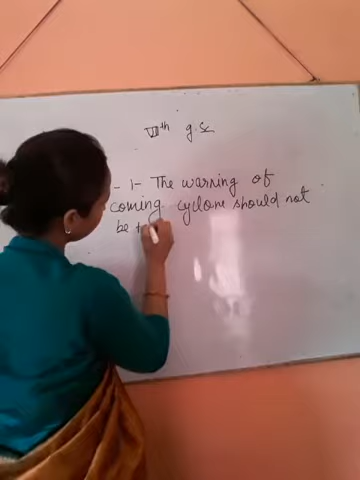 VIIth g.sc
- 1- The warning of
coming cyclone should not
be t